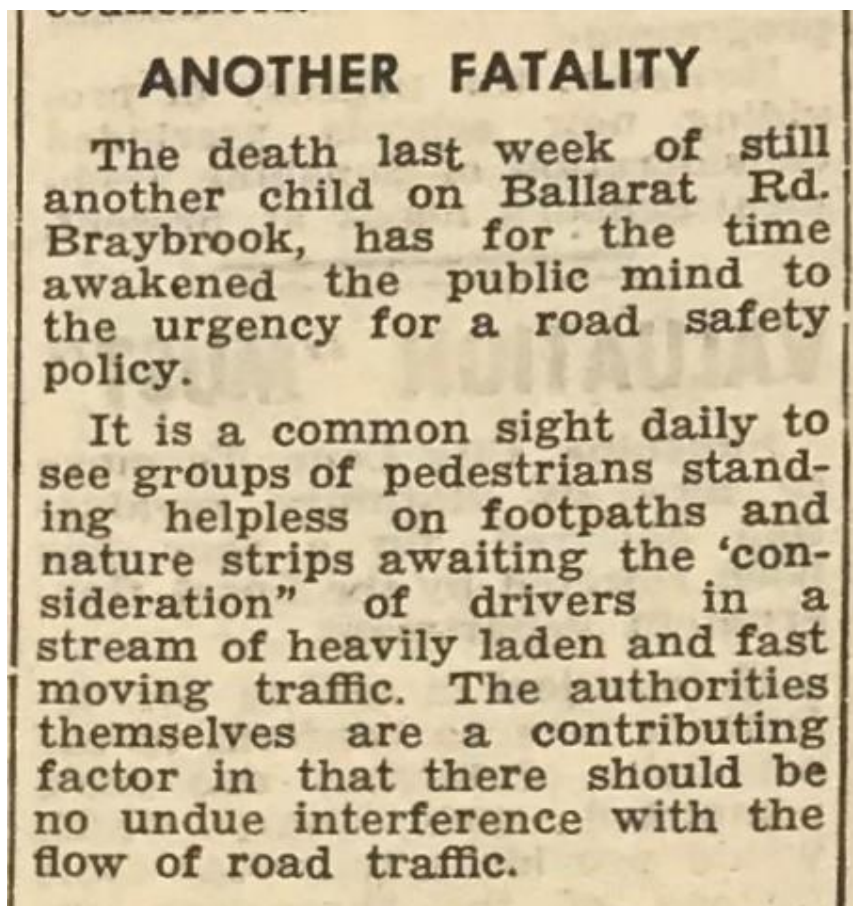 ANOTHER FATALITY
The death last week of still
another child on Ballarat Rd.
Braybrook, has for the time
awakened the public mind to
the urgency for a road safety
policy.
It is a common sight daily to
see groups of pedestrians stand-
ing helpless on footpaths and
nature strips awaiting the ‘con-
sideration” of drivers in a
stream of heavily laden and fast
moving traffic. The authorities
themselves are a contributing
factor in that there should be
no undue interference with the
flow of road traffic.